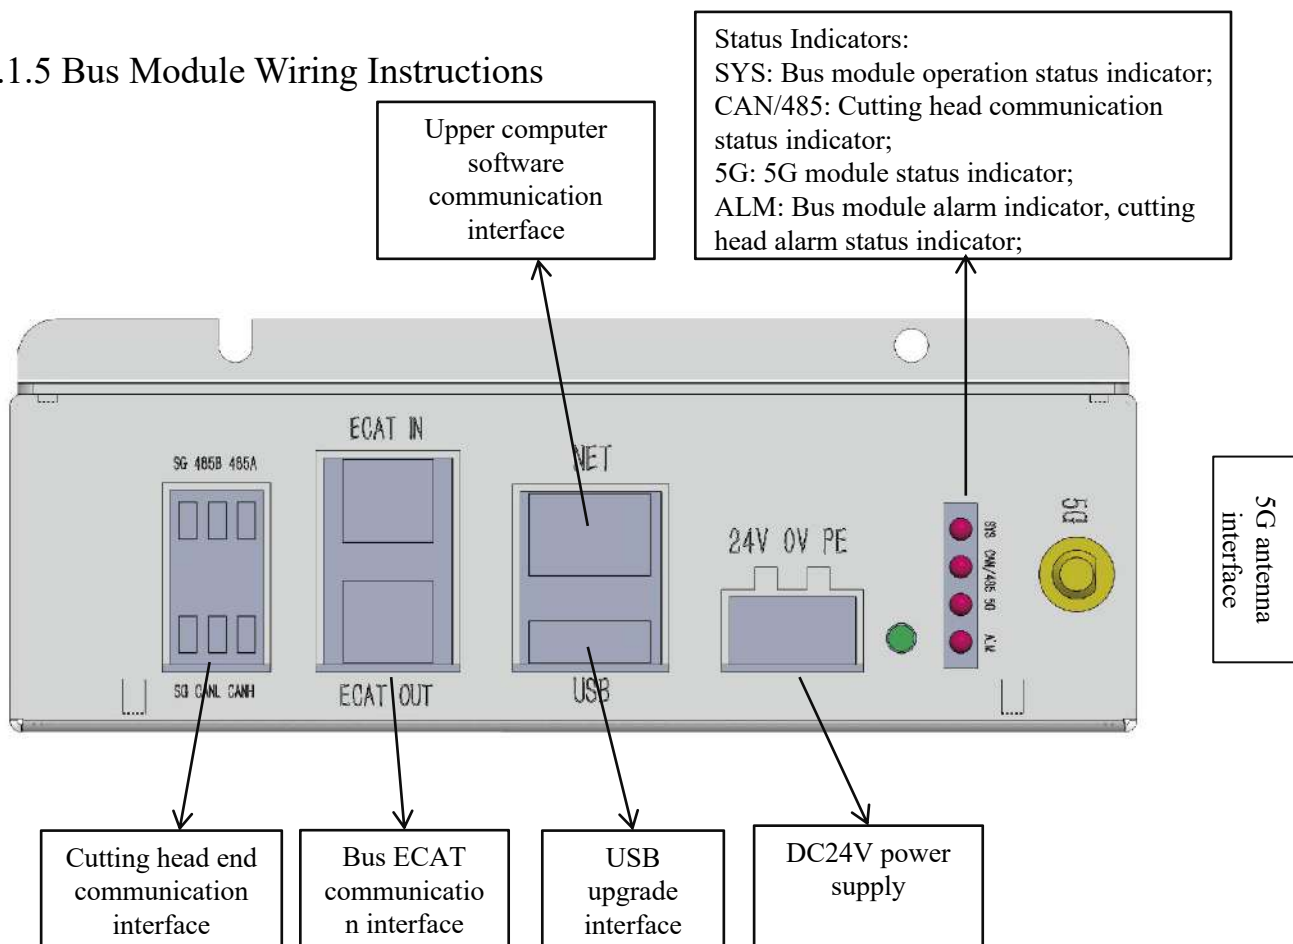 .1.5 Bus Module Wiring Instructions
Status Indicators:
SYS: Bus module operation status indicator;
CAN/485: Cutting head communication
status indicator;
5G: 5G module status indicator;
ALM: Bus module alarm indicator, cutting
head alarm status indicator;
Upper computer
software
communication
interface
ECAT IN
NET
SG 485B 485A
24V 0V PE
SYS
CAN/485
5G
ALM
5G
5G antenna
interface
SG CANL CANH
ECAT OUT
USB
Cutting head end
communication
interface
Bus ECAT
communicatio
n interface
USB
upgrade
interface
DC24V power
supply